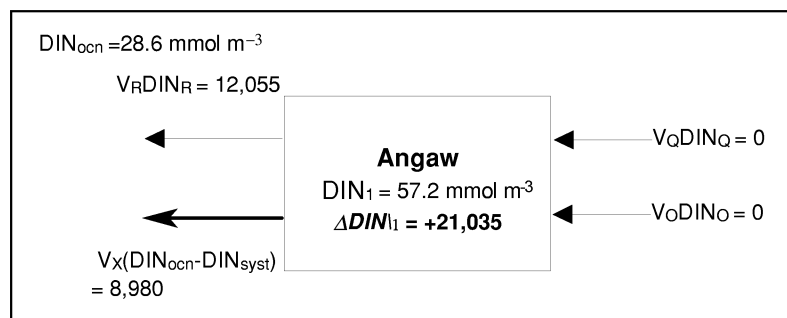 DINocn =28.6 mmol m⁻³
VRDINR = 12,055
Angaw
DIN1 = 57.2 mmol m⁻³
ΔDIN\1 = +21,035
VQDINQ = 0
VODINO = 0
VX(DINocn-DINsyst)
= 8,980